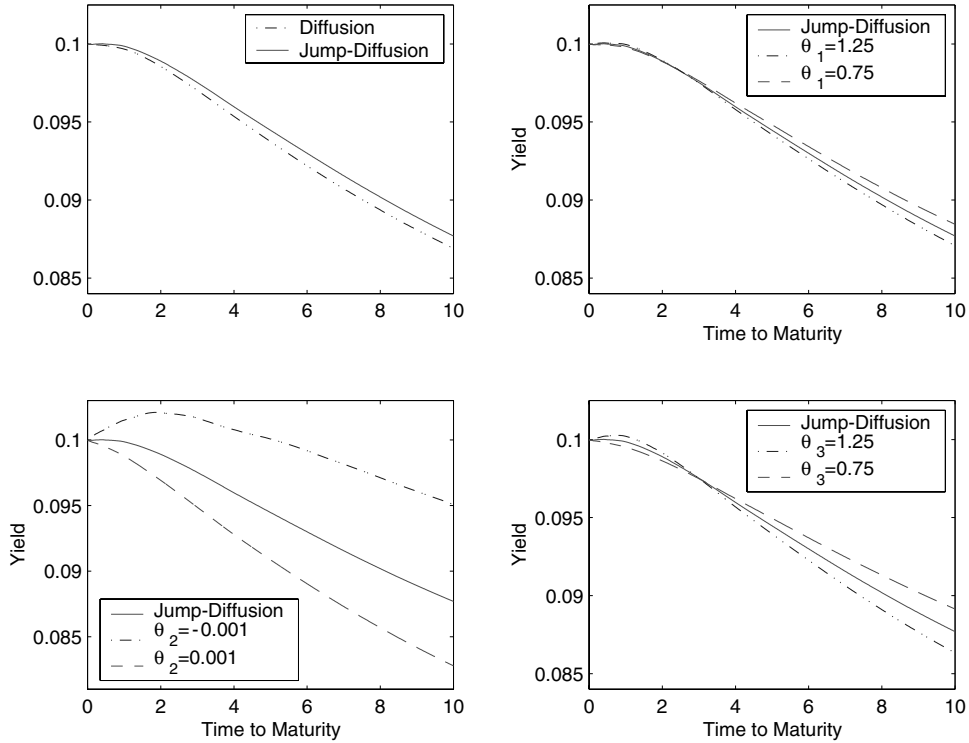 Diffusion
Jump-Diffusion
0.1
0.095
0.09
0.085
0 2 4 6 8 10
Jump-Diffusion
θ1=1.25
θ1=0.75
0.1
0.095
0.09
0.085
Yield
0 2 4 6 8 10
Time to Maturity
0.1
0.095
0.09
0.085
Yield
Jump-Diffusion
θ2=-0.001
θ2=0.001
0 2 4 6 8 10
Time to Maturity
Jump-Diffusion
θ3=1.25
θ3=0.75
0.1
0.095
0.09
0.085
Yield
0 2 4 6 8 10
Time to Maturity